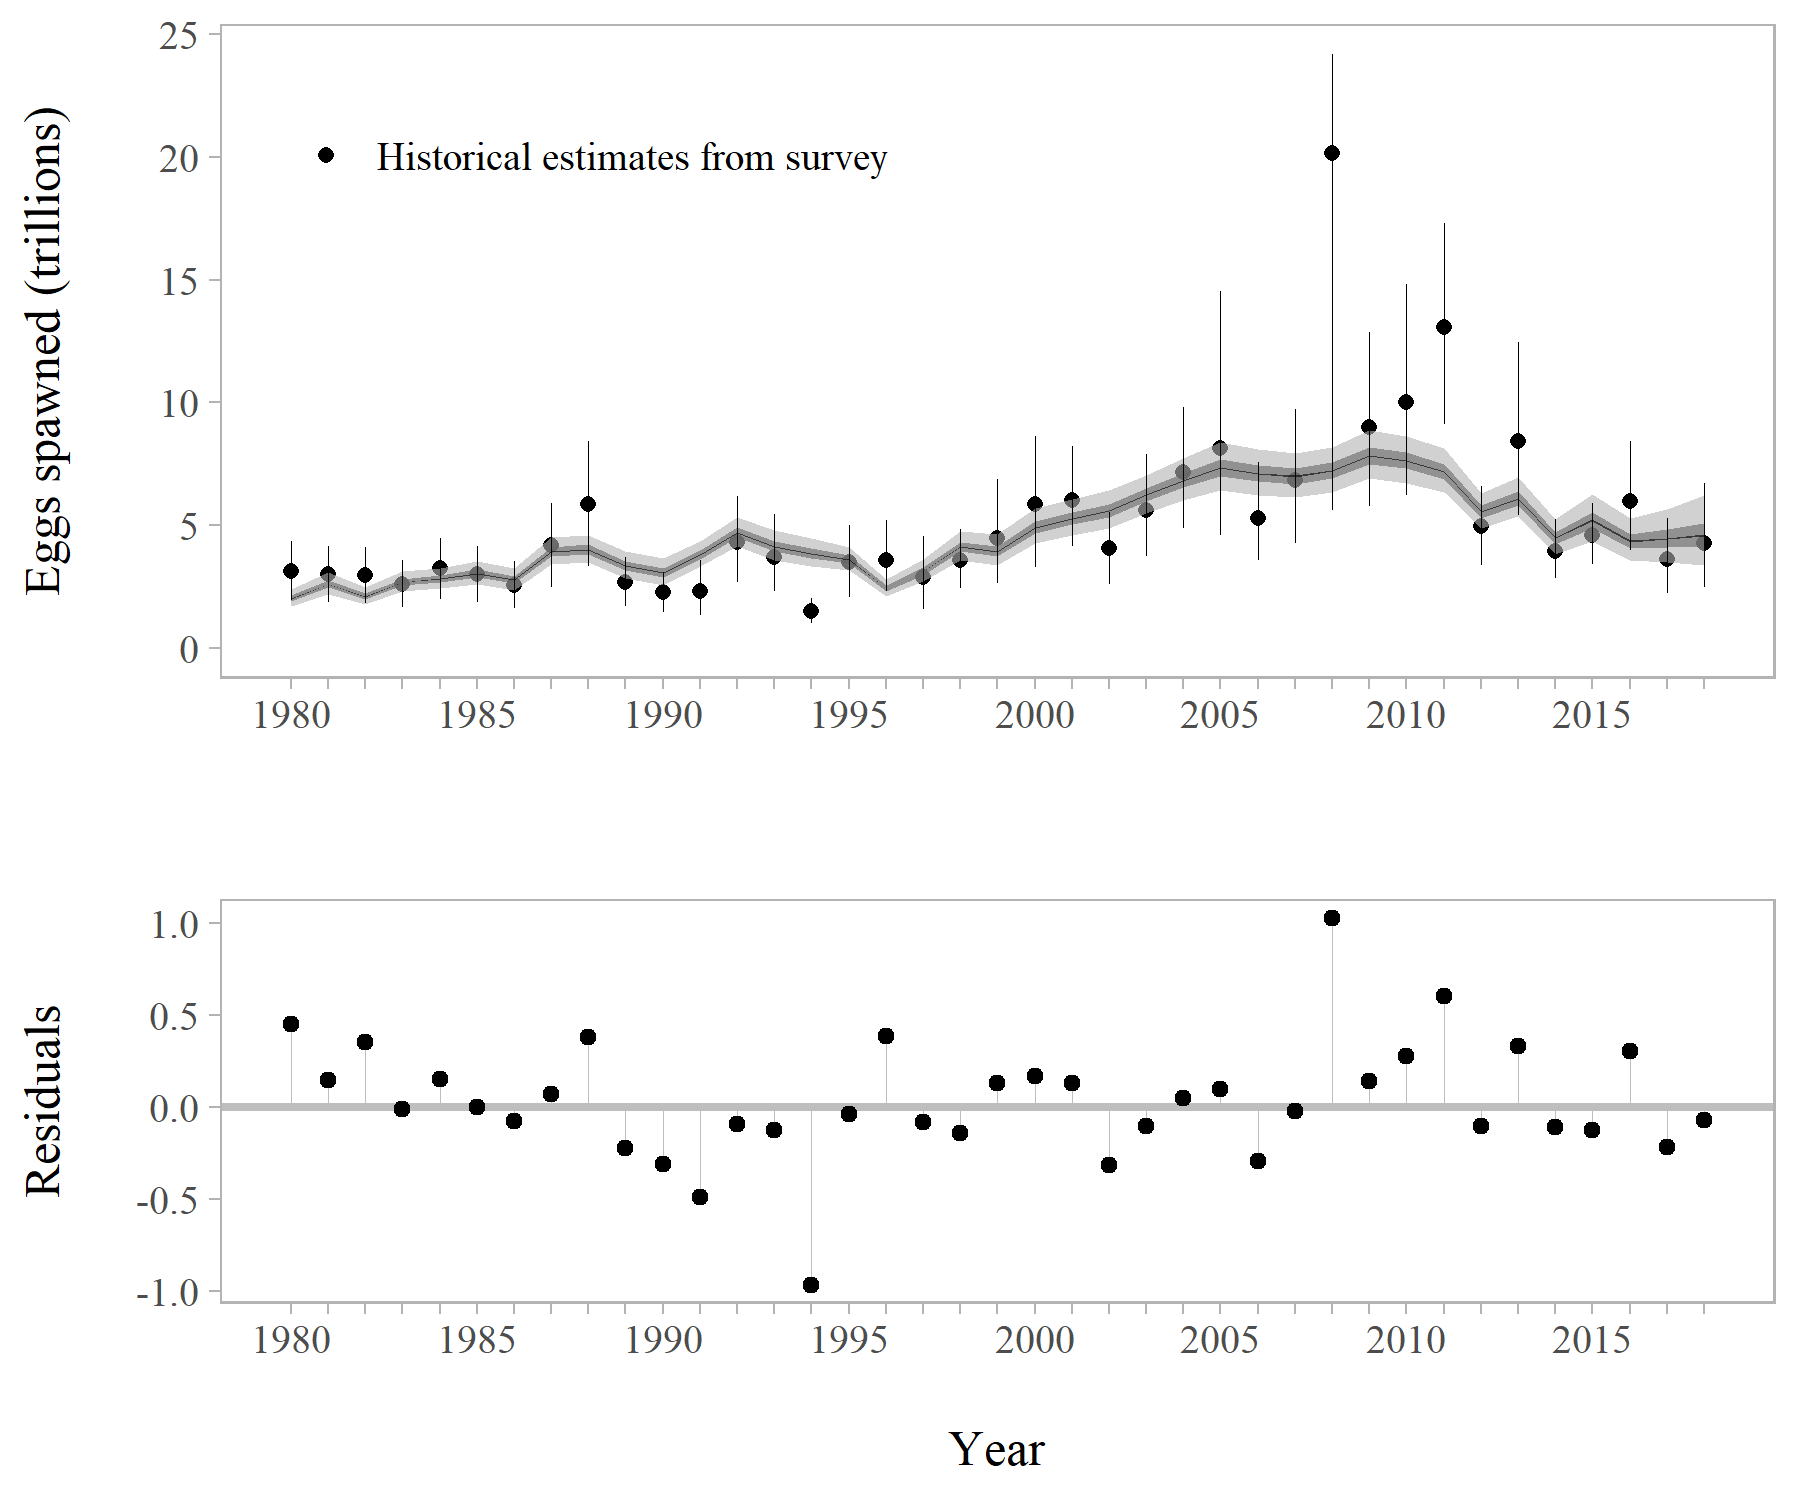 Eggs spawned (trillions)
25
20
15
10
5
0
Historical estimates from survey
1980 1985 1990 1995 2000 2005 2010 2015
Residuals
1.0
0.5
0.0
-0.5
-1.0
1980 1985 1990 1995 2000 2005 2010 2015
Year